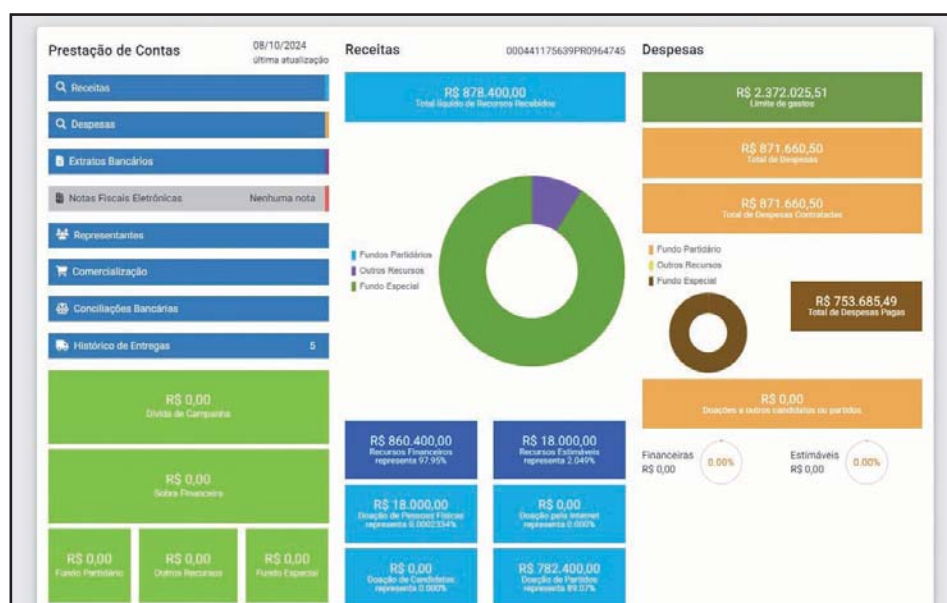 Prestação de Contas
08/10/2024
última atualização
Receitas
Despesas
Extratos Bancários
Notas Fiscais Eletrônicas Nenhuma nota
Representantes
Comercialização
Conciliações Bancárias
Histórico de Entregas 5
R$ 0,00
Dívida de Campanha
R$ 0,00
Sobra Financeira
R$ 0,00
Fundo Partidário
R$ 0,00
Outros Recursos
R$ 0,00
Fundo Especial
Receitas 000441175639PR0964745
R$ 878.400,00
Total líquido de Recursos Recebidos
Fundos Partidários
Outros Recursos
Fundo Especial
R$ 860.400,00
Recursos Financeiros
representa 97.95%
R$ 18.000,00
Recursos Estimáveis
representa 2.049%
R$ 18.000,00
Doação de Pessoas Físicas
representa 0.0002334%
R$ 0,00
Doação pela Internet
representa 0.000%
R$ 0,00
Doação de Candidatos
representa 0.000%
R$ 782.400,00
Doação de Partidos
representa 89.07%
Despesas
R$ 2.372.025,51
Limite de gastos
R$ 871.660,50
Total de Despesas
R$ 871.660,50
Total de Despesas Contratadas
Fundo Partidário
Outros Recursos
Fundo Especial
R$ 753.685,49
Total de Despesas Pagas
R$ 0,00
Doações a outros candidatos ou partidos
Financeiras
R$ 0,00
0.00%
Estimáveis
R$ 0,00
0.00%